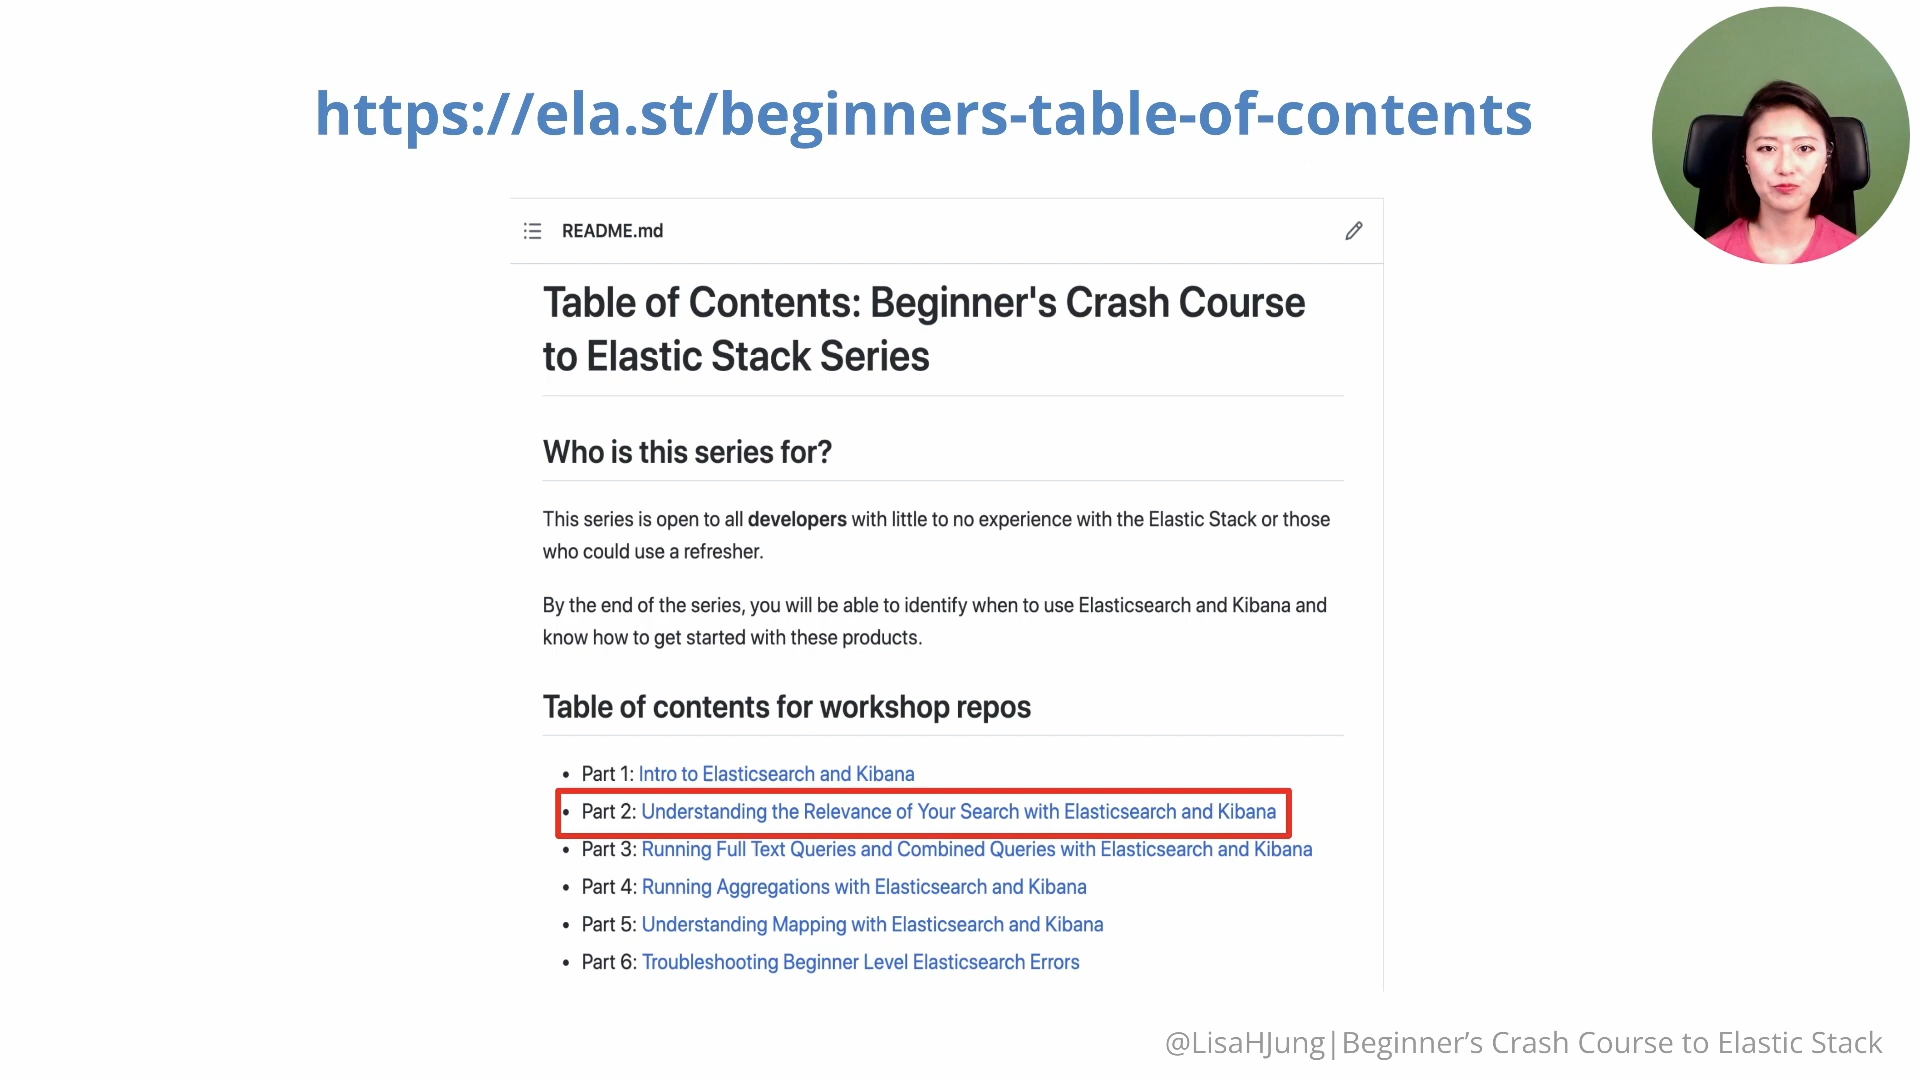 https://ela.st/beginners-table-of-contents
README.md
Table of Contents: Beginner's Crash Course
to Elastic Stack Series
Who is this series for?
This series is open to all developers with little to no experience with the Elastic Stack or those
who could use a refresher.
By the end of the series, you will be able to identify when to use Elasticsearch and Kibana and
know how to get started with these products.
Table of contents for workshop repos
• Part 1: Intro to Elasticsearch and Kibana
• Part 2: Understanding the Relevance of Your Search with Elasticsearch and Kibana
• Part 3: Running Full Text Queries and Combined Queries with Elasticsearch and Kibana
• Part 4: Running Aggregations with Elasticsearch and Kibana
• Part 5: Understanding Mapping with Elasticsearch and Kibana
• Part 6: Troubleshooting Beginner Level Elasticsearch Errors
@LisaHJung|Beginner’s Crash Course to Elastic Stack